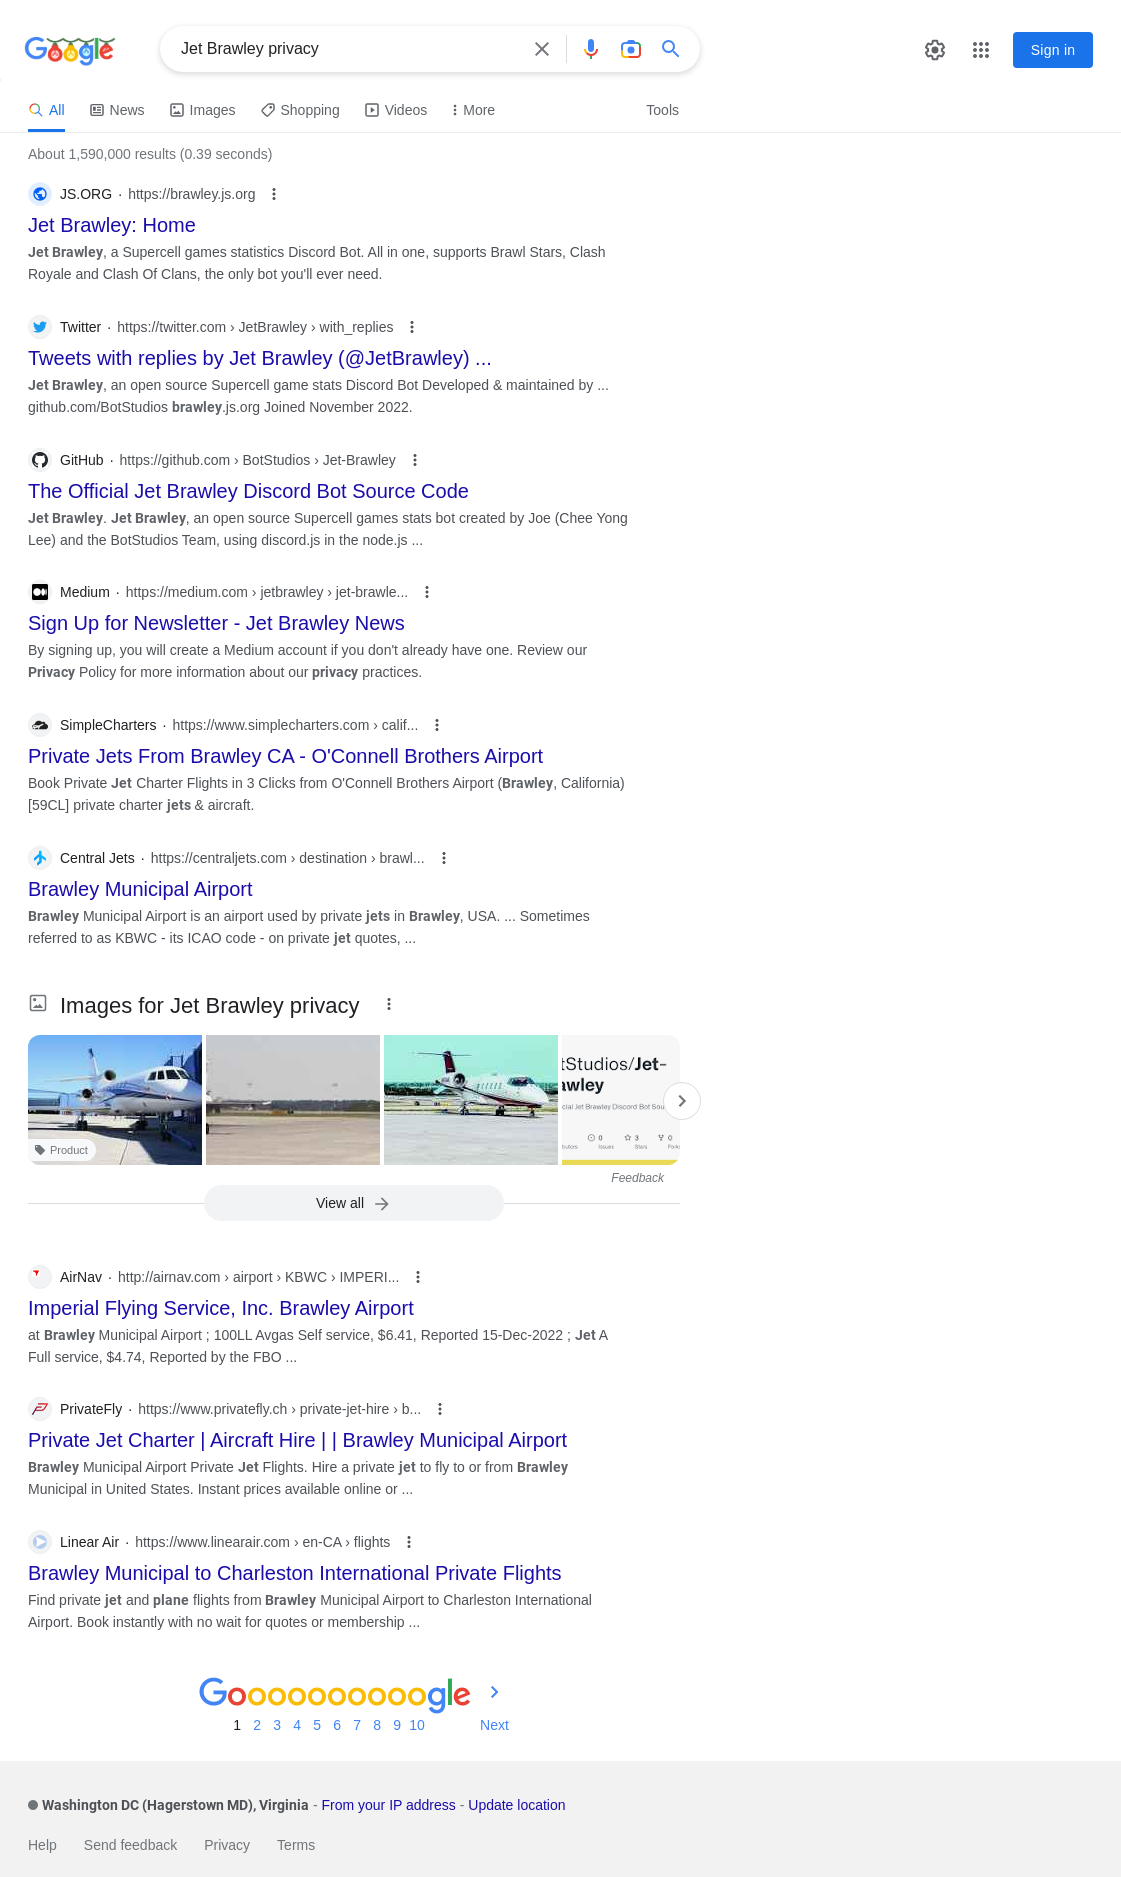 Google
Jet Brawley privacy
Sign in
All
News
Images
Shopping
Videos
More
Tools
About 1,590,000 results (0.39 seconds)
JS.ORG · https://brawley.js.org
Jet Brawley: Home
Jet Brawley, a Supercell games statistics Discord Bot. All in one, supports Brawl Stars, Clash
Royale and Clash Of Clans, the only bot you'll ever need.
Twitter · https://twitter.com › JetBrawley › with_replies
Tweets with replies by Jet Brawley (@JetBrawley) ...
Jet Brawley, an open source Supercell game stats Discord Bot Developed & maintained by ...
github.com/BotStudios brawley.js.org Joined November 2022.
GitHub · https://github.com › BotStudios › Jet-Brawley
The Official Jet Brawley Discord Bot Source Code
Jet Brawley. Jet Brawley, an open source Supercell games stats bot created by Joe (Chee Yong
Lee) and the BotStudios Team, using discord.js in the node.js ...
Medium · https://medium.com › jetbrawley › jet-brawle...
Sign Up for Newsletter - Jet Brawley News
By signing up, you will create a Medium account if you don't already have one. Review our
Privacy Policy for more information about our privacy practices.
SimpleCharters · https://www.simplecharters.com › calif...
Private Jets From Brawley CA - O'Connell Brothers Airport
Book Private Jet Charter Flights in 3 Clicks from O'Connell Brothers Airport (Brawley, California)
[59CL] private charter jets & aircraft.
Central Jets · https://centraljets.com › destination › brawl...
Brawley Municipal Airport
Brawley Municipal Airport is an airport used by private jets in Brawley, USA. ... Sometimes
referred to as KBWC - its ICAO code - on private jet quotes, ...
Images for Jet Brawley privacy
Product
tStudios/Jet-
awley
cial Jet Brawley Discord Bot Sou
0 3 0
butors Issues Stars Forks
Feedback
View all
AirNav · http://airnav.com › airport › KBWC › IMPERI...
Imperial Flying Service, Inc. Brawley Airport
at Brawley Municipal Airport ; 100LL Avgas Self service, $6.41, Reported 15-Dec-2022 ; Jet A
Full service, $4.74, Reported by the FBO ...
PrivateFly · https://www.privatefly.ch › private-jet-hire › b...
Private Jet Charter | Aircraft Hire | | Brawley Municipal Airport
Brawley Municipal Airport Private Jet Flights. Hire a private jet to fly to or from Brawley
Municipal in United States. Instant prices available online or ...
Linear Air · https://www.linearair.com › en-CA › flights
Brawley Municipal to Charleston International Private Flights
Find private jet and plane flights from Brawley Municipal Airport to Charleston International
Airport. Book instantly with no wait for quotes or membership ...
Goooooooooogle
1 2 3 4 5 6 7 8 9 10 Next
Washington DC (Hagerstown MD), Virginia - From your IP address - Update location
Help Send feedback Privacy Terms